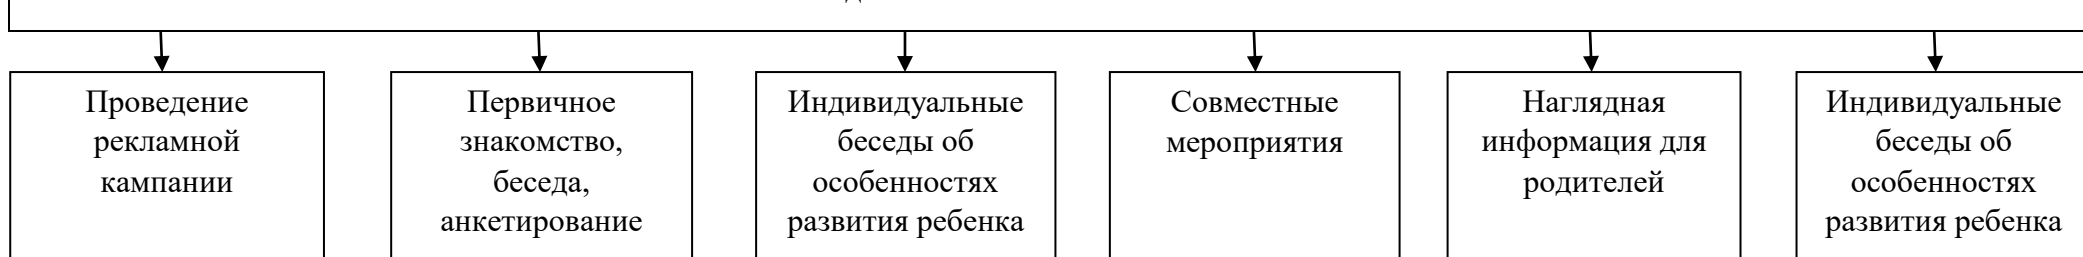 Проведение
рекламной
кампании
Первичное
знакомство,
беседа,
анкетирование
Индивидуальные
беседы об
особенностях
развития ребенка
Совместные
мероприятия
Наглядная
информация для
родителей
Индивидуальные
беседы об
особенностях
развития ребенка